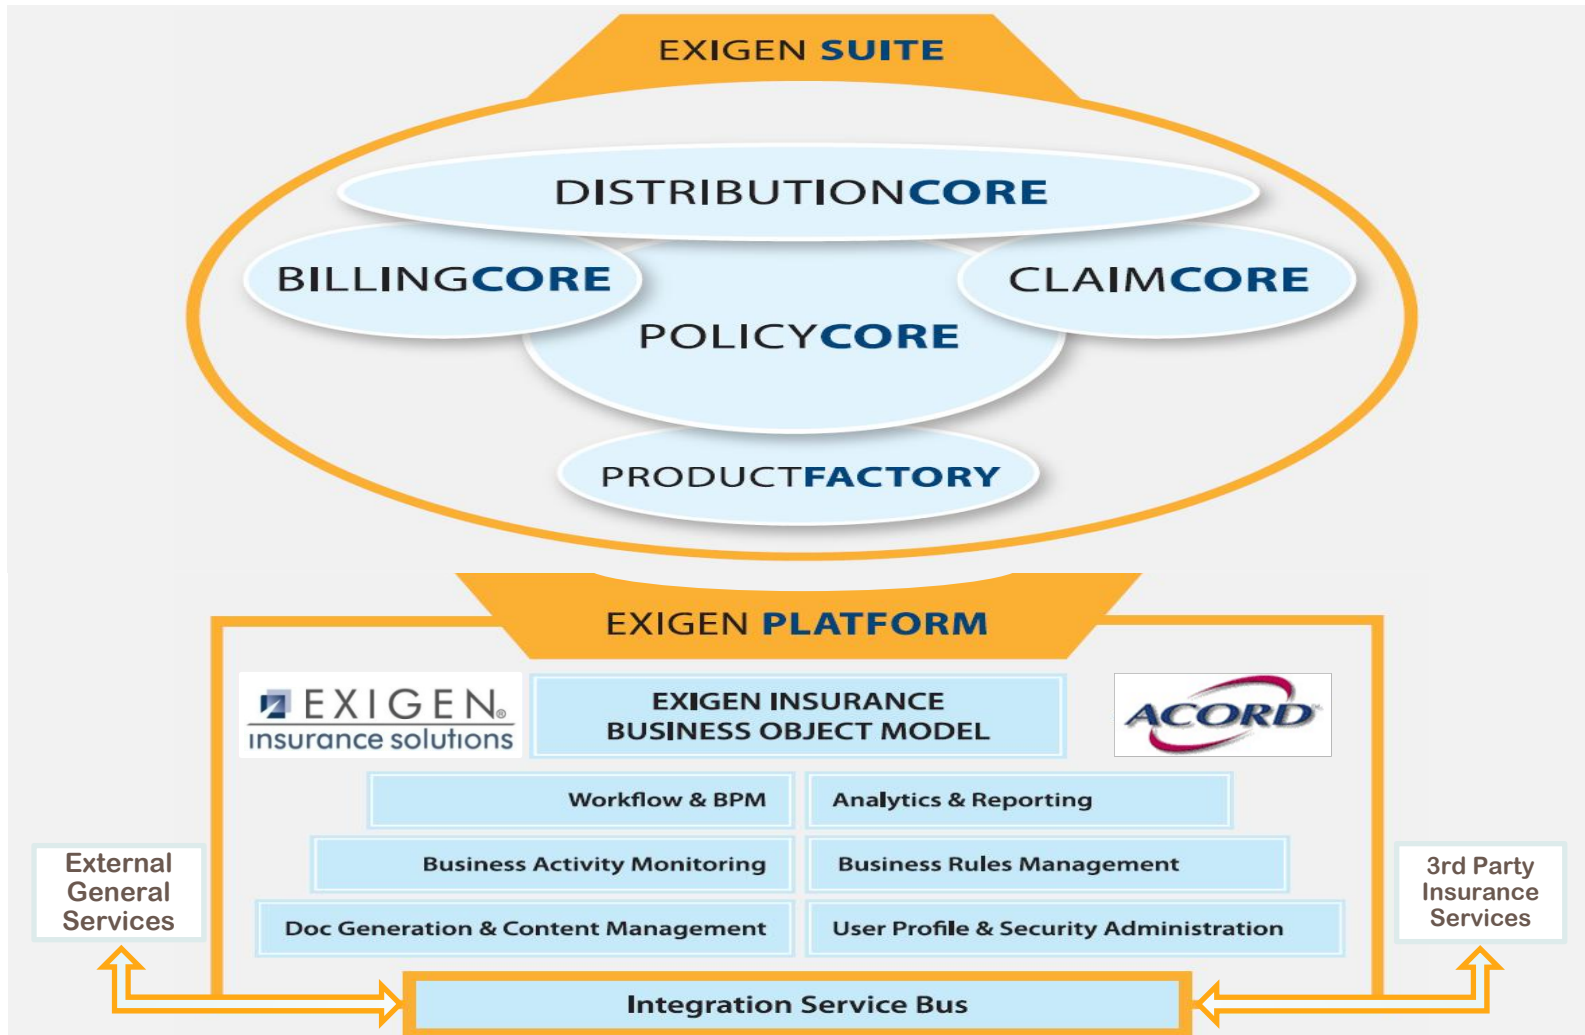 EXIGEN SUITE
DISTRIBUTIONCORE
BILLINGCORE
CLAIMCORE
POLICYCORE
PRODUCTFACTORY
EXIGEN PLATFORM
EXIGEN®
insurance solutions
EXIGEN INSURANCE
BUSINESS OBJECT MODEL
ACORD
Workflow & BPM
Analytics & Reporting
Business Activity Monitoring
Business Rules Management
Doc Generation & Content Management
User Profile & Security Administration
External
General
Services
3rd Party
Insurance
Services
Integration Service Bus